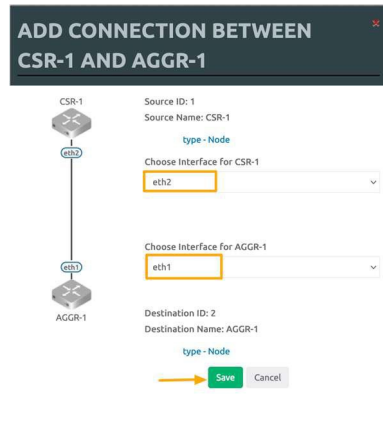 ADD CONNECTION BETWEEN
CSR-1 AND AGGR-1
×
CSR-1
eth2
eth1
AGGR-1
Source ID: 1
Source Name: CSR-1
type - Node
Choose Interface for CSR-1
eth2
Choose Interface for AGGR-1
eth1
Destination ID: 2
Destination Name: AGGR-1
type - Node
Save Cancel